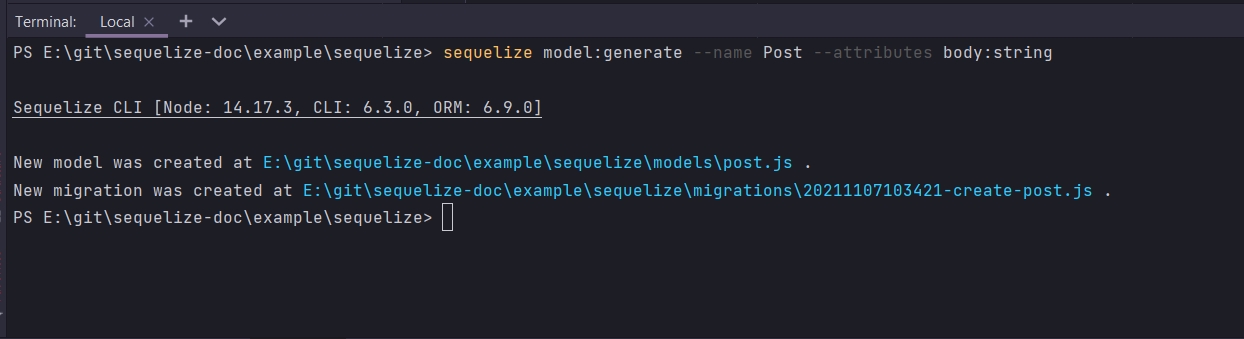 Terminal: Local
PS E:\git\sequelize-doc\example\sequelize> sequelize model:generate --name Post --attributes body:string
Sequelize CLI [Node: 14.17.3, CLI: 6.3.0, ORM: 6.9.0]
New model was created at E:\git\sequelize-doc\example\sequelize\models\post.js .
New migration was created at E:\git\sequelize-doc\example\sequelize\migrations\20211107103421-create-post.js .
PS E:\git\sequelize-doc\example\sequelize>